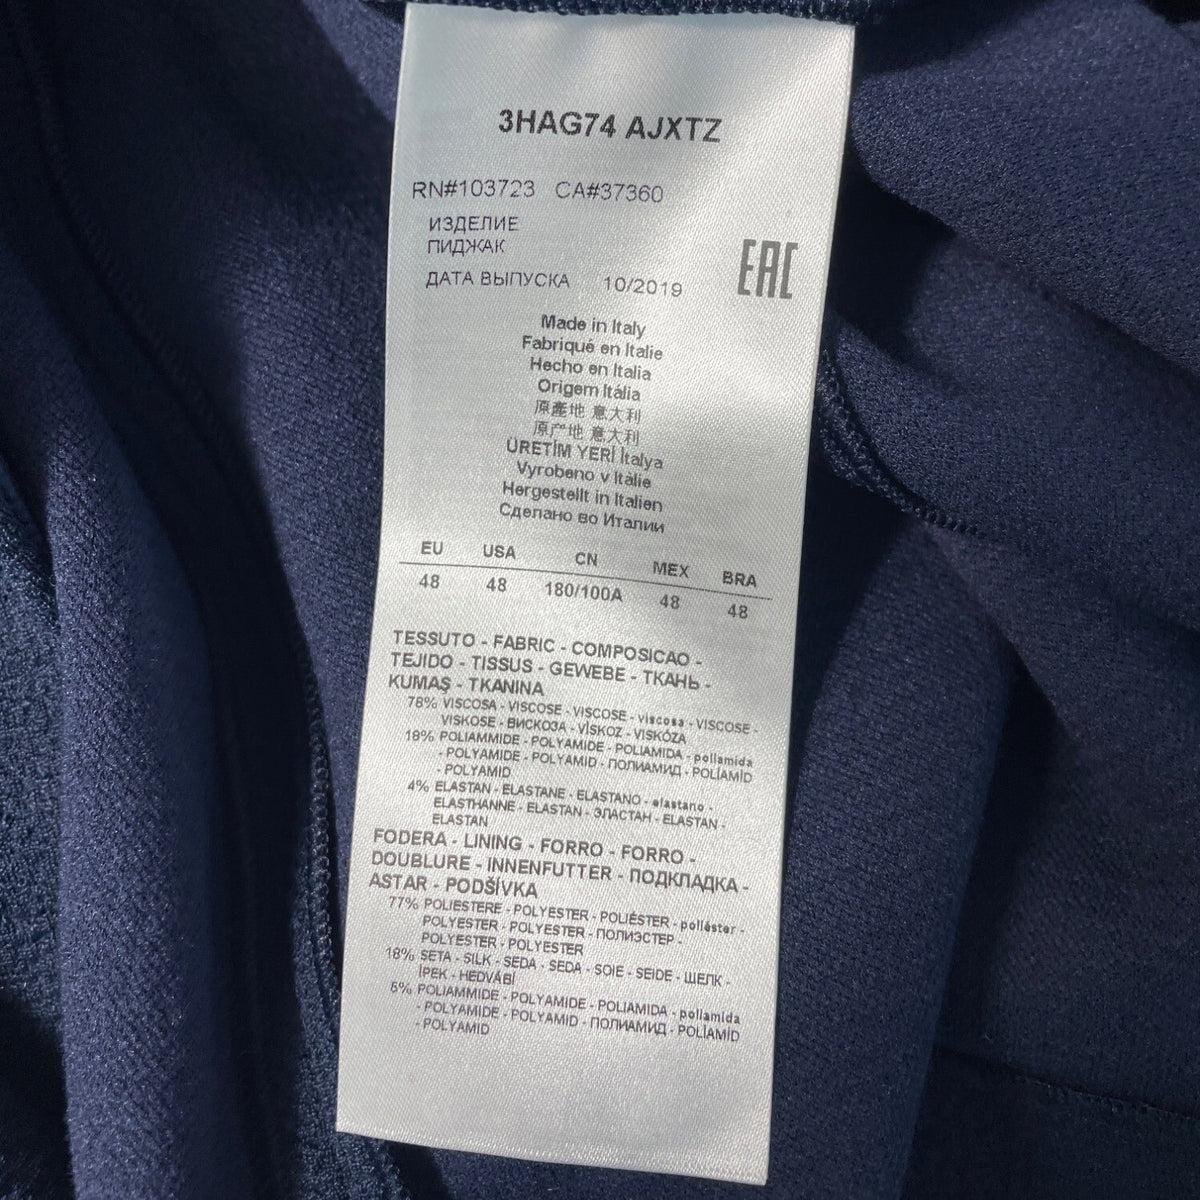 3HAG74 AJXTZ
RN#103723 CA#37360
ИЗДЕЛИЕ
ПИДЖАК
ДАТА ВЫПУСКА 10/2019
EAC
Made in Italy
Fabriqué en Italie
Hecho en Italia
Origem Itália
原產地 意大利
原产地 意大利
ÜRETİM YERİ İtalya
Vyrobeno v Itálie
Hergestellt in Italien
Сделано во Италии
EU USA CN MEX BRA
48 48 180/100A 48 48
TESSUTO - FABRIC - COMPOSICAO -
TEJIDO - TISSUS - GEWEBE - ТКАНЬ -
KUMAŞ - TKANINA
78% VISCOSA - VISCOSE - VISCOSE - viscosa - VISCOSE -
VISKOSE - ВИСКОЗА - VİSKOZ - VISKÓZA
18% POLIAMMIDE - POLYAMIDE - POLIAMIDA - poliamida
- POLYAMIDE - POLYAMID - ПОЛИАМИД - POLİAMİD
- POLYAMID
4% ELASTAN - ELASTANE - ELASTANO - elastano -
ELASTHANNE - ELASTAN - ЭЛАСТАН - ELASTAN -
ELASTAN
FODERA - LINING - FORRO - FORRO -
DOUBLURE - INNENFUTTER - ПОДКЛАДКА -
ASTAR - PODŠÍVKA
77% POLIESTERE - POLYESTER - POLIÉSTER - poliéster -
POLYESTER - POLYESTER - ПОЛИЭСТЕР -
POLYESTER - POLYESTER
18% SETA - SILK - SEDA - SEDA - SOIE - SEIDE - ШЕЛК -
İPEK - HEDVÁBÍ
5% POLIAMMIDE - POLYAMIDE - POLIAMIDA - poliamida
- POLYAMIDE - POLYAMID - ПОЛИАМИД - POLİAMİD
- POLYAMID